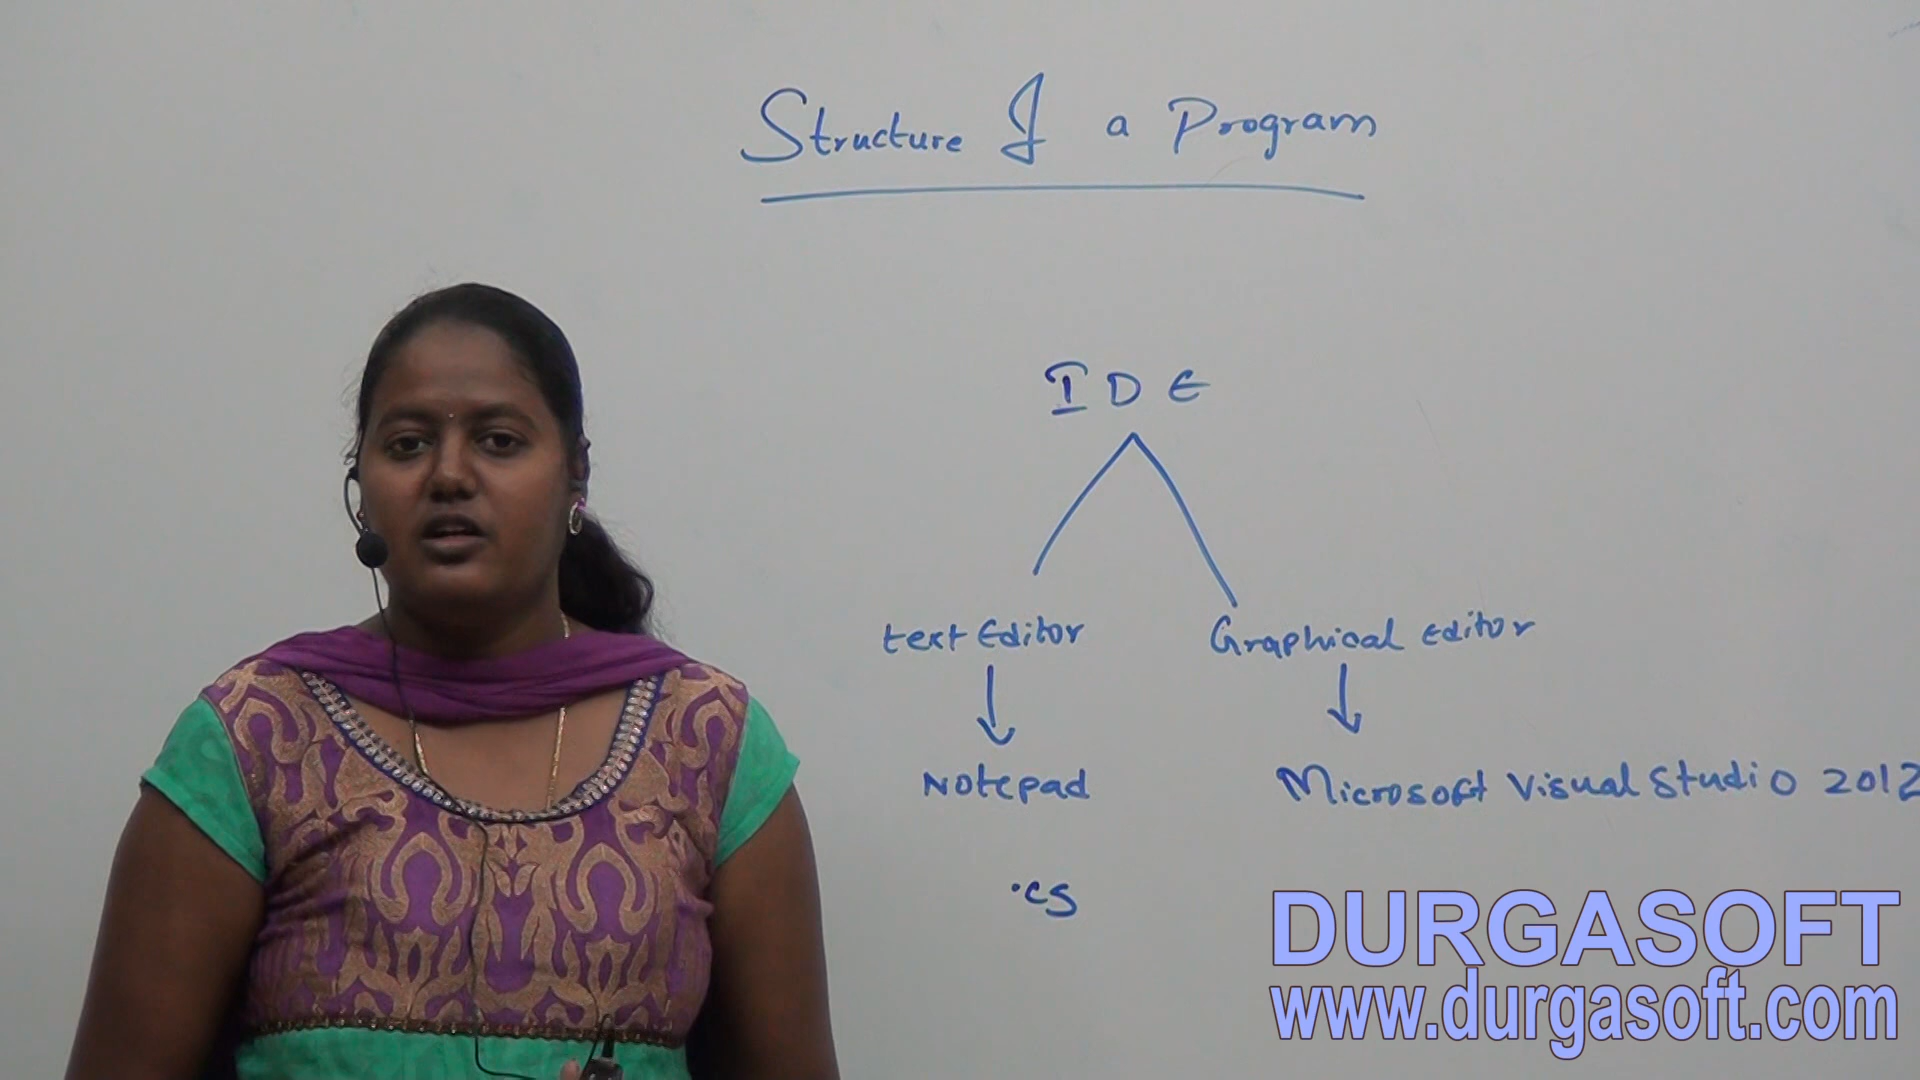 Structure of a Program
IDE
text Editor Graphical editor
Notepad Microsoft Visual Studio 2012
.cs
DURGASOFT
www.durgasoft.com